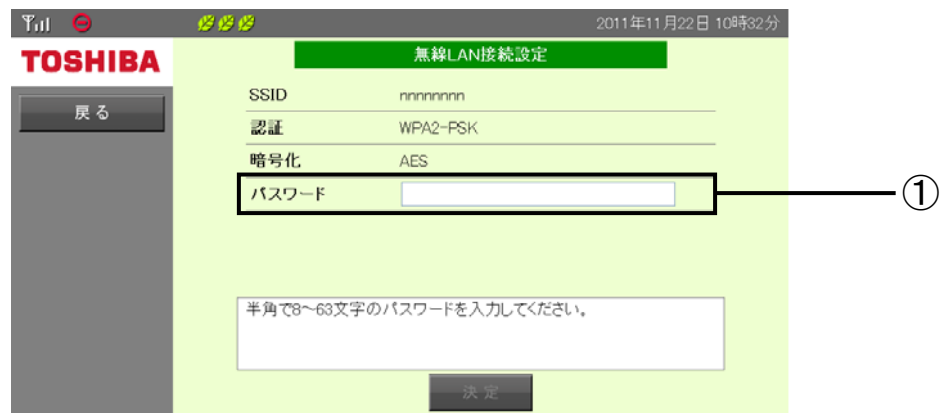 2011年11月22日 10時32分
TOSHIBA
無線LAN接続設定
戻る
SSID nnnnnnnn
認証 WPA2-PSK
暗号化 AES
パスワード
①
半角で8～63文字のパスワードを入力してください。
決定